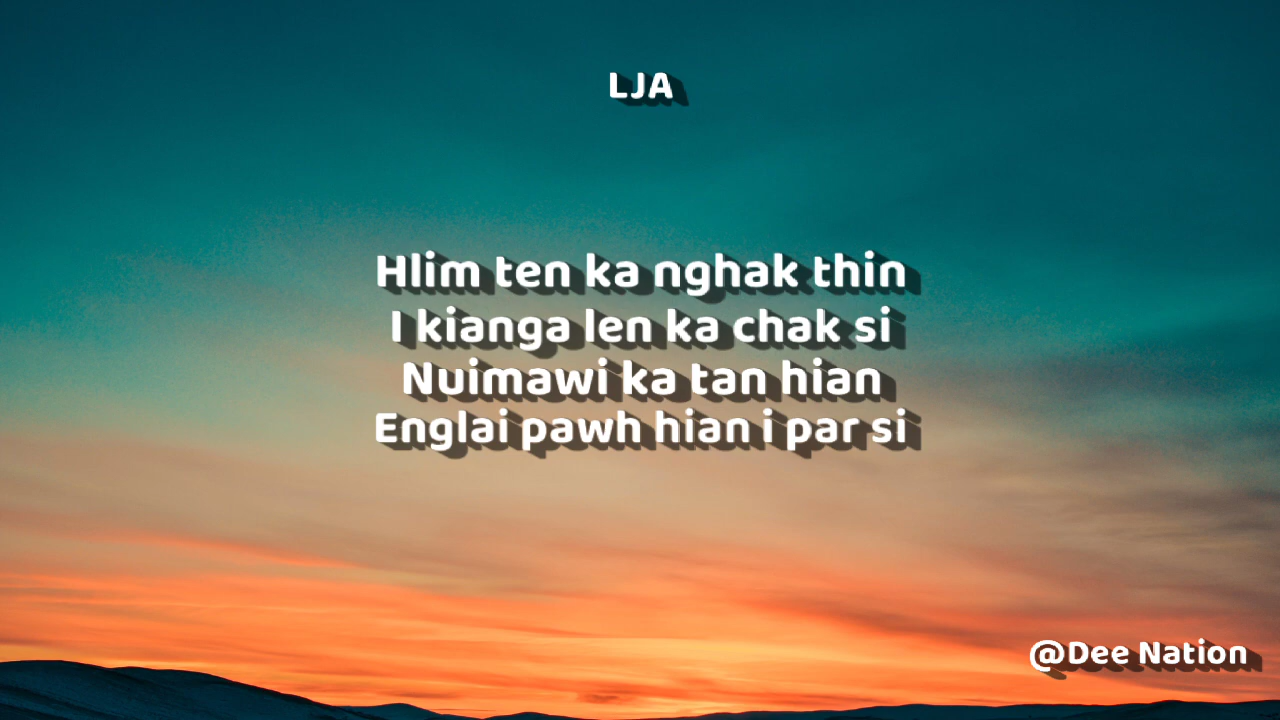 LJA
Hlim ten ka nghak thin
I kianga len ka chak si
Nuimawi ka tan hian
Englai pawh hian i par si
@Dee Nation